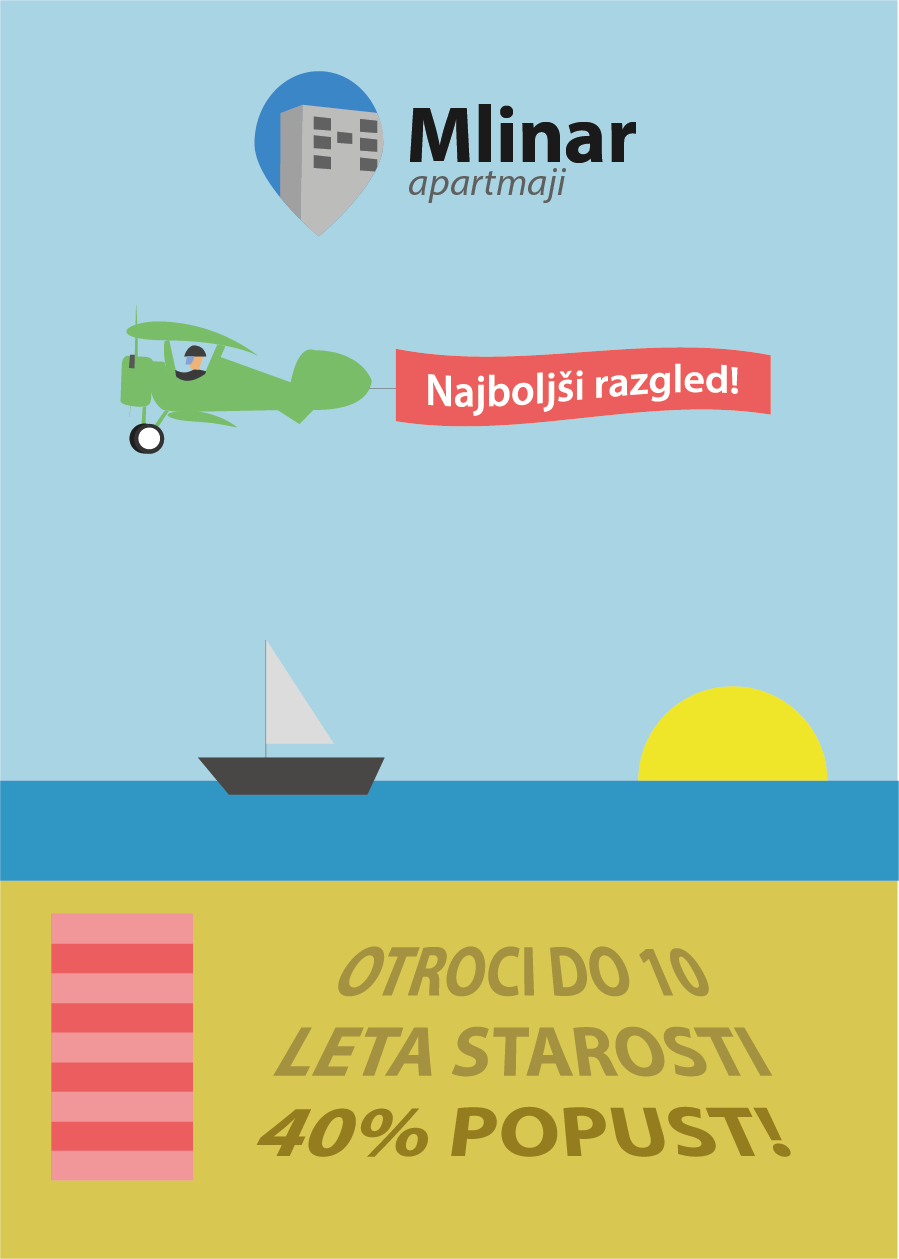 Mlinar
apartmaji
Najboljši razgled!
OTROCI DO 10
LETA STAROSTI
40% POPUST!